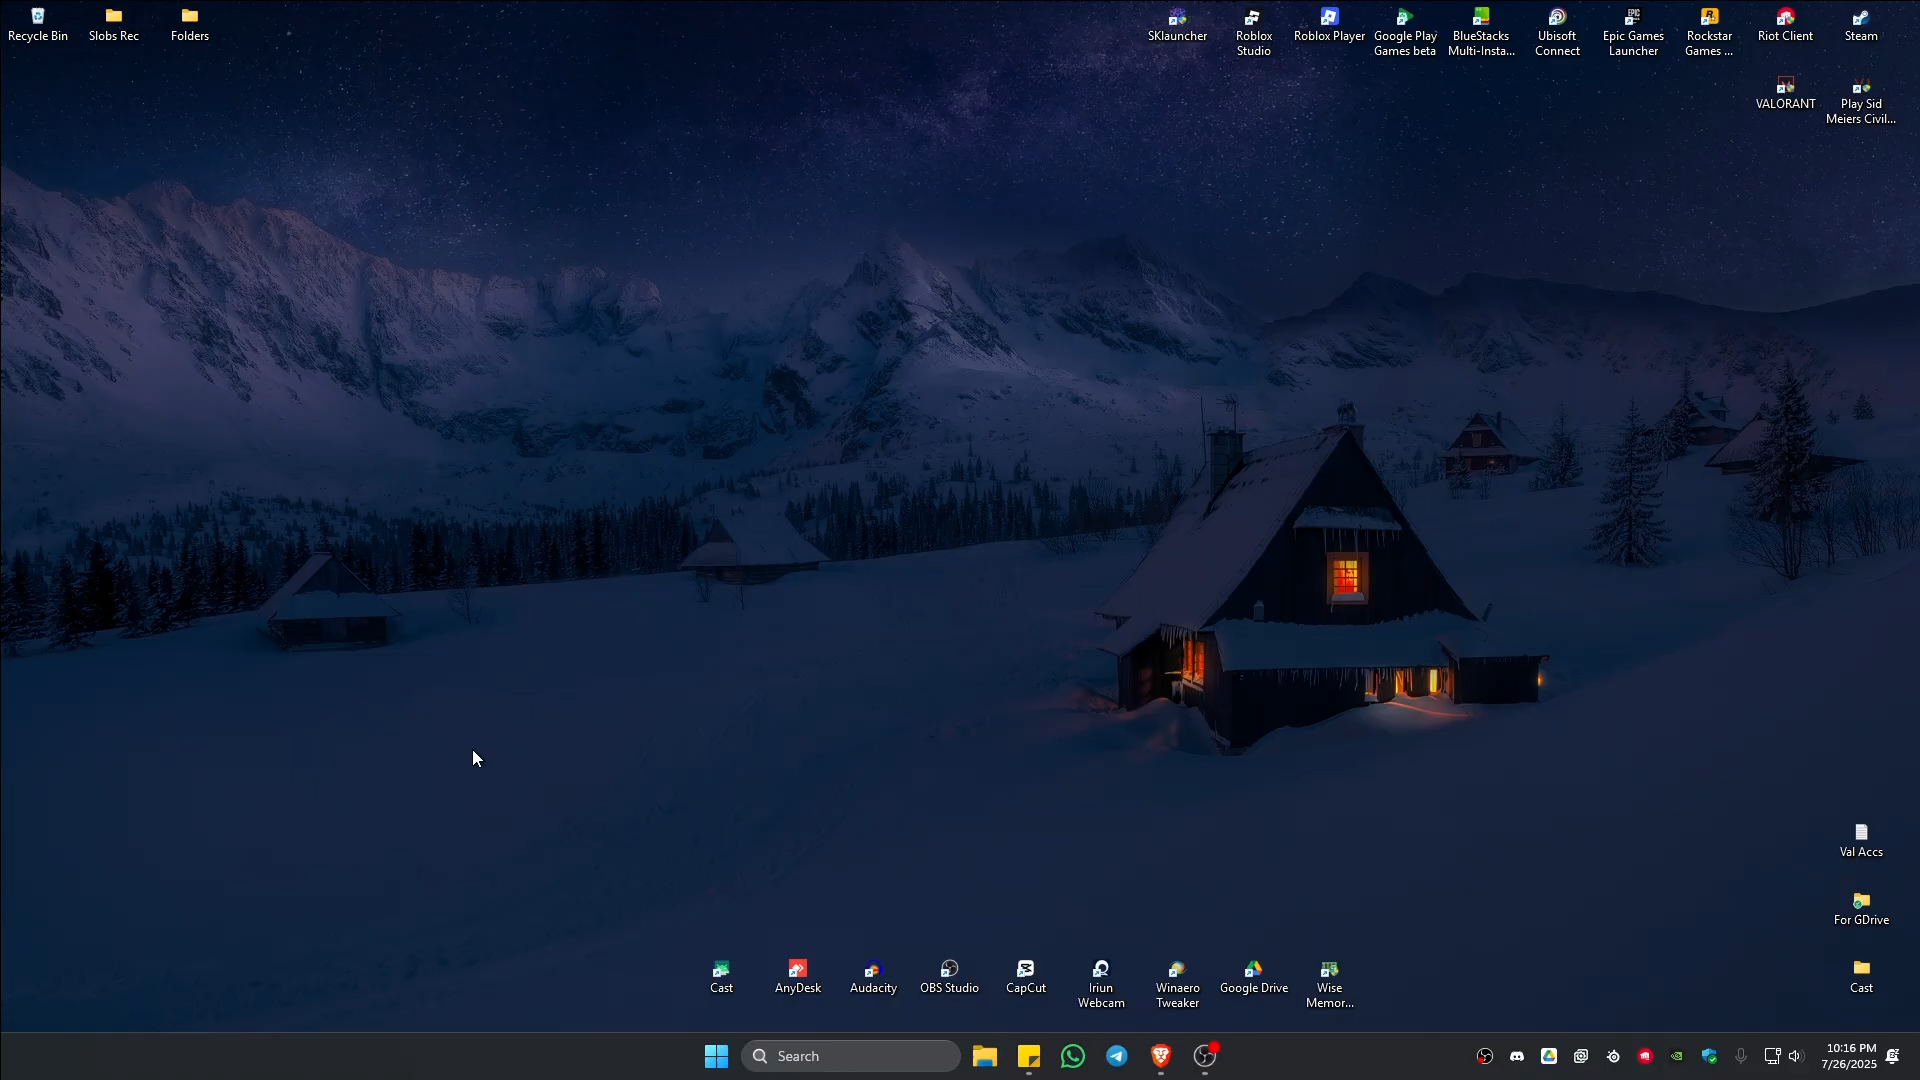 Recycle Bin
Slobs Rec
Folders
SKlauncher
Roblox
Studio
Roblox Player
Google Play
Games beta
BlueStacks
Multi-Insta...
Ubisoft
Connect
Epic Games
Launcher
Rockstar
Games ...
Riot Client
Steam
VALORANT
Play Sid
Meiers Civil...
Val Accs
For GDrive
Cast
AnyDesk
Audacity
OBS Studio
CapCut
Iriun
Webcam
Winaero
Tweaker
Google Drive
Wise
Memor...
Cast
Search
10:16 PM
7/26/2025